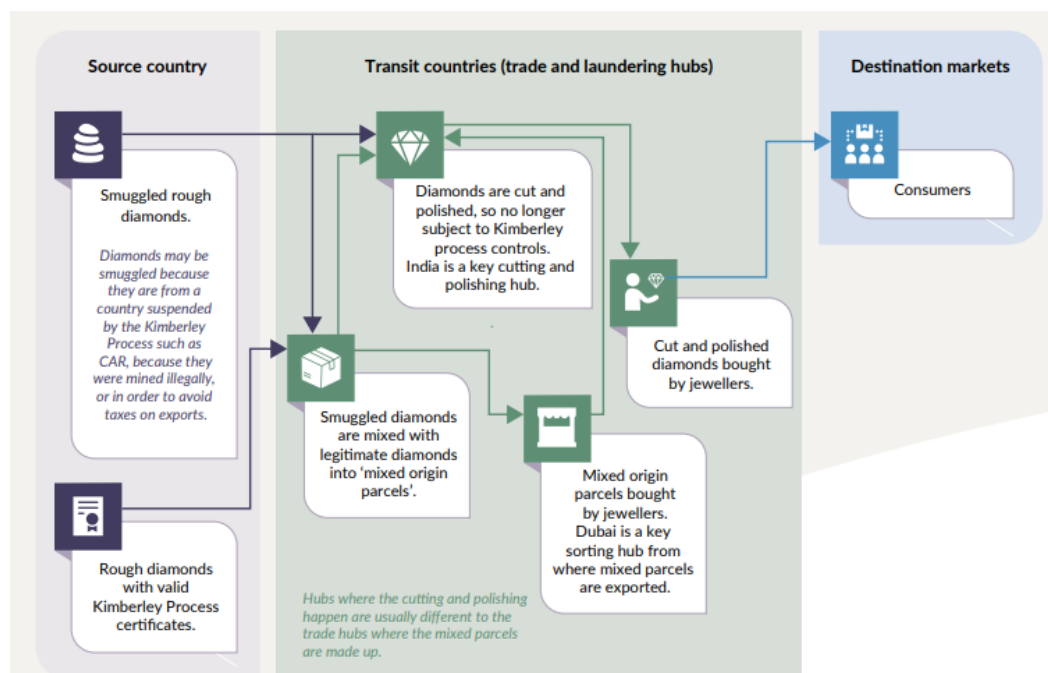 Source country
Smuggled rough
diamonds.
Diamonds may be
smuggled because
they are from a
country suspended
by the Kimberley
Process such as
CAR, because they
were mined illegally,
or in order to avoid
taxes on exports.
Rough diamonds
with valid
Kimberley Process
certificates.
Transit countries (trade and laundering hubs)
Diamonds are cut and
polished, so no longer
subject to Kimberley
process controls.
India is a key cutting and
polishing hub.
Smuggled diamonds
are mixed with
legitimate diamonds
into ‘mixed origin
parcels’.
Mixed origin
parcels bought
by jewellers.
Dubai is a key
sorting hub from
where mixed parcels
are exported.
Cut and polished
diamonds bought
by jewellers.
Hubs where the cutting and polishing
happen are usually different to the
trade hubs where the mixed parcels
are made up.
Destination markets
Consumers